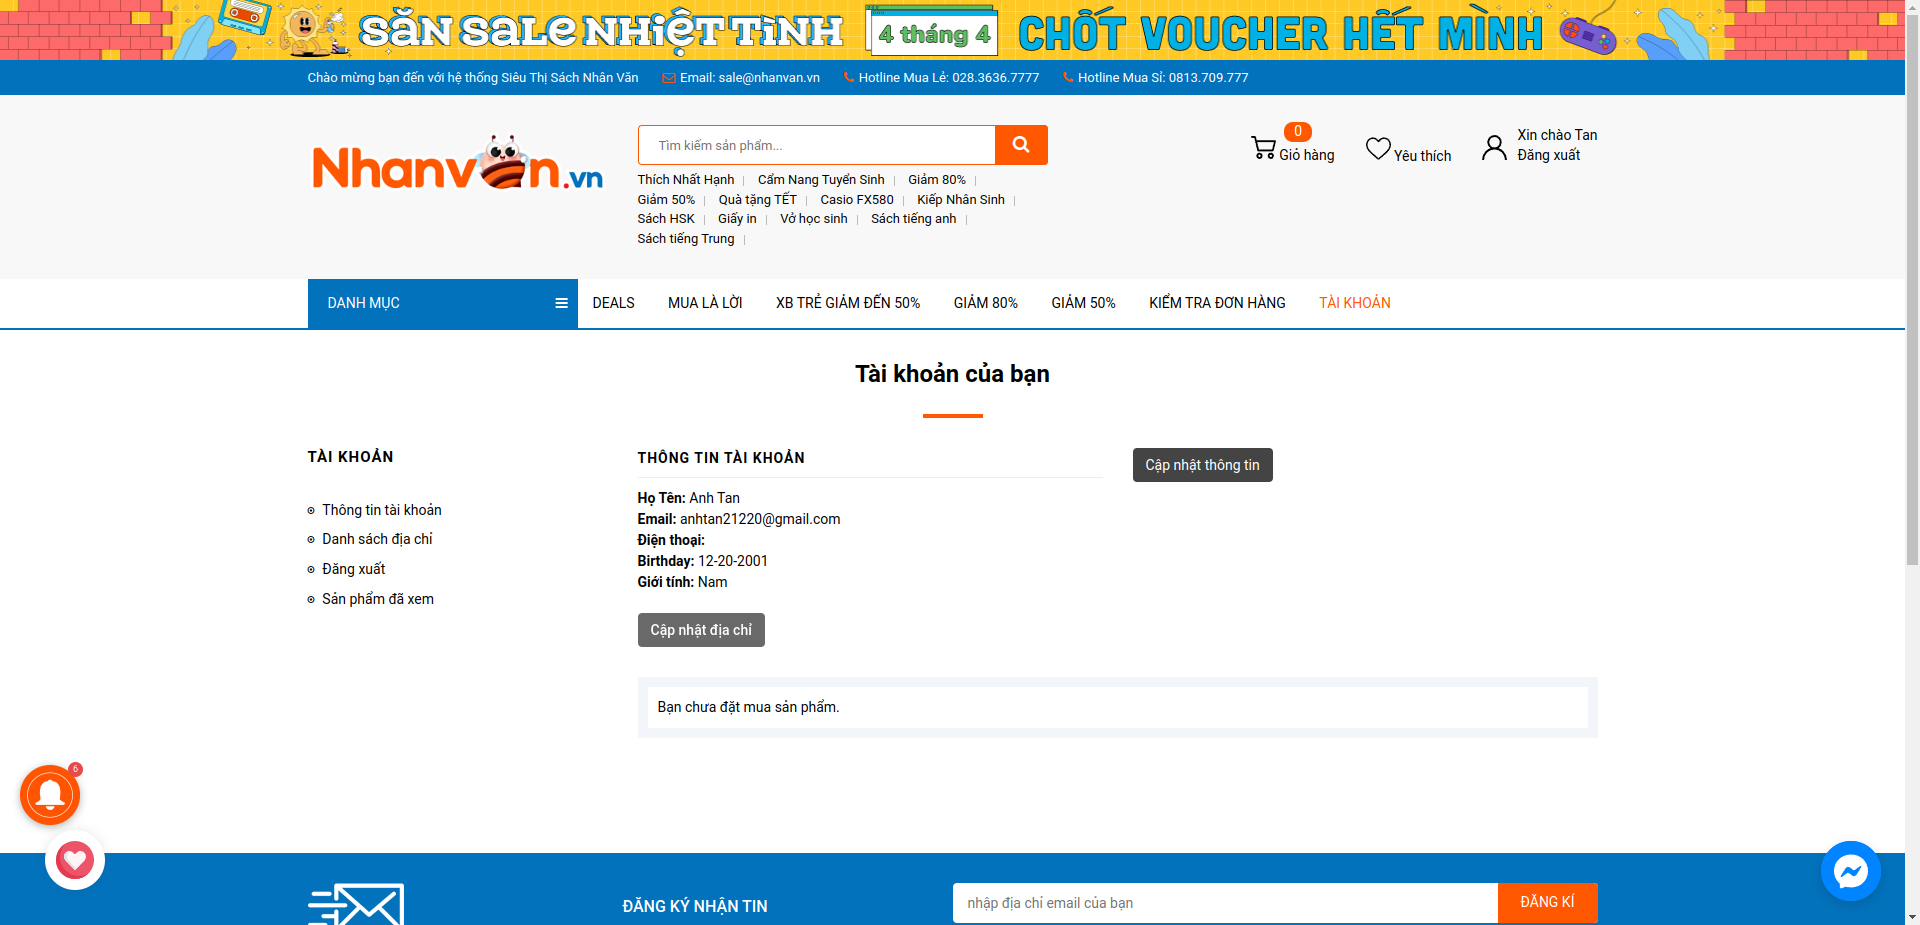 SĂN SALE NHIỆT TÌNH
4 tháng 4
CHỐT VOUCHER HẾT MÌNH
Chào mừng bạn đến với hệ thống Siêu Thị Sách Nhân Văn Email: sale@nhanvan.vn Hotline Mua Lẻ: 028.3636.7777 Hotline Mua Sỉ: 0813.709.777
Nhanvan.vn
Tìm kiếm sản phẩm...
Thích Nhất Hạnh Cẩm Nang Tuyển Sinh Giảm 80%
Giảm 50% Quà tặng TẾT Casio FX580 Kiếp Nhân Sinh
Sách HSK Giấy in Vở học sinh Sách tiếng anh
Sách tiếng Trung
0
Giỏ hàng
Yêu thích
Xin chào Tan
Đăng xuất
DANH MỤC
DEALS MUA LÀ LỜI XB TRẺ GIẢM ĐẾN 50% GIẢM 80% GIẢM 50% KIỂM TRA ĐƠN HÀNG TÀI KHOẢN
Tài khoản của bạn
TÀI KHOẢN
Thông tin tài khoản
Danh sách địa chỉ
Đăng xuất
Sản phẩm đã xem
THÔNG TIN TÀI KHOẢN
Họ Tên: Anh Tan
Email: anhtan21220@gmail.com
Điện thoại:
Birthday: 12-20-2001
Giới tính: Nam
Cập nhật địa chỉ
Cập nhật thông tin
Bạn chưa đặt mua sản phẩm.
6
ĐĂNG KÝ NHẬN TIN
nhập địa chỉ email của bạn
ĐĂNG KÍ